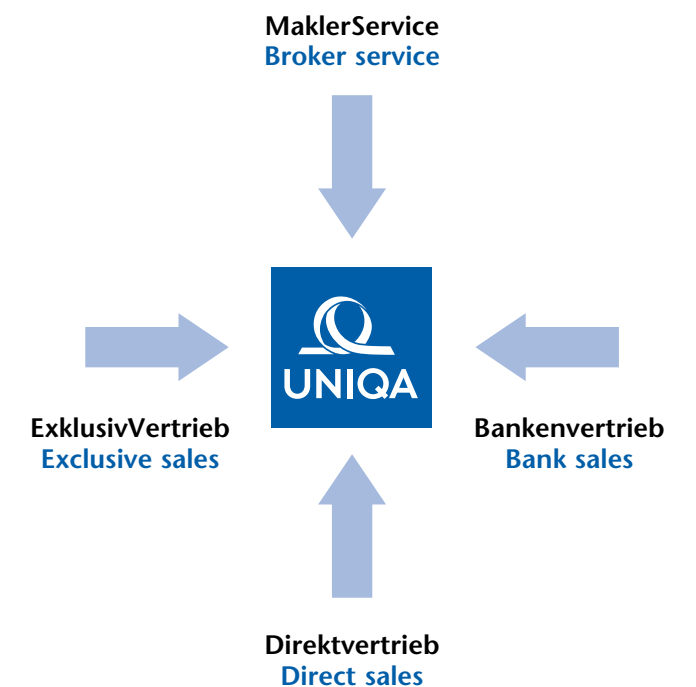 MaklerService
Broker service
UNIQA
ExklusivVertrieb
Exclusive sales
Bankenvertrieb
Bank sales
Direktvertrieb
Direct sales